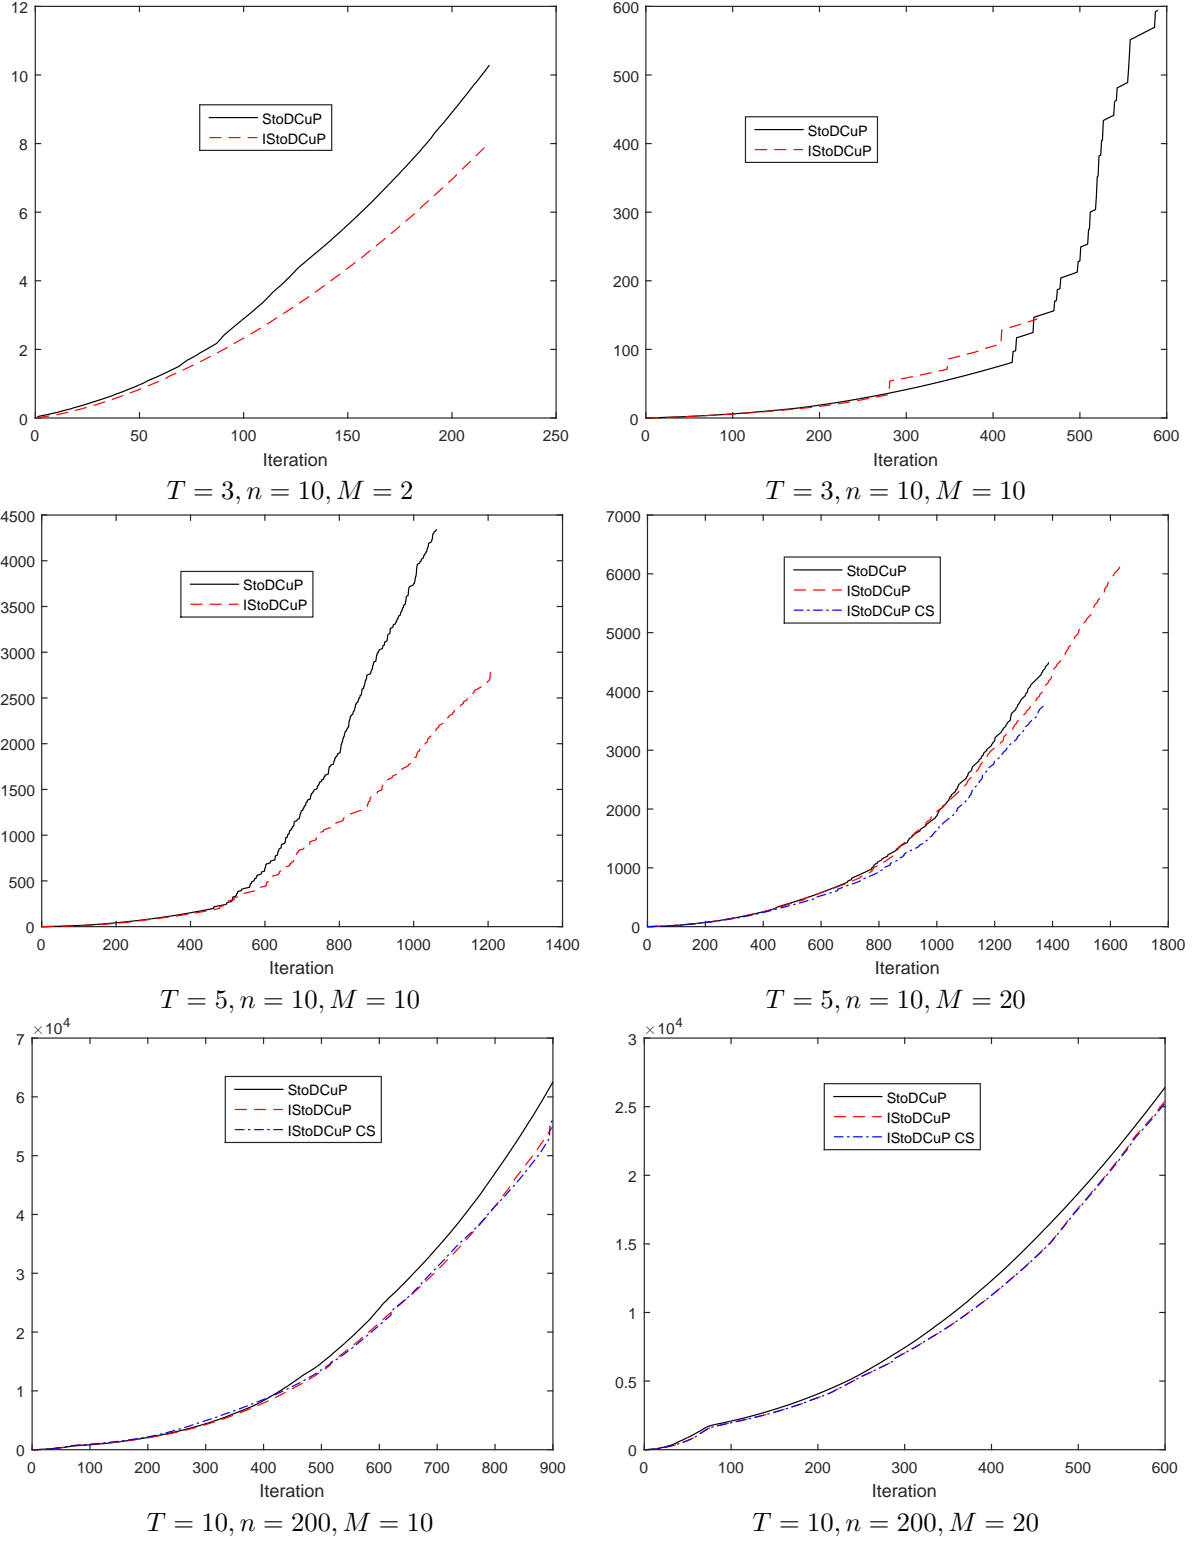 12
10
8
6
4
2
0
0 50 100 150 200 250
StoDCuP
IStoDCuP
Iteration
T = 3, n = 10, M = 2
600
500
400
300
200
100
0
0 100 200 300 400 500 600
StoDCuP
IStoDCuP
Iteration
T = 3, n = 10, M = 10
4500
4000
3500
3000
2500
2000
1500
1000
500
0
0 200 400 600 800 1000 1200 1400
StoDCuP
IStoDCuP
Iteration
T = 5, n = 10, M = 10
7000
6000
5000
4000
3000
2000
1000
0
0 200 400 600 800 1000 1200 1400 1600 1800
StoDCuP
IStoDCuP
IStoDCuP CS
Iteration
T = 5, n = 10, M = 20
×10⁴
7
6
5
4
3
2
1
0
0 100 200 300 400 500 600 700 800 900
StoDCuP
IStoDCuP
IStoDCuP CS
Iteration
T = 10, n = 200, M = 10
×10⁴
3
2.5
2
1.5
1
0.5
0
0 100 200 300 400 500 600
StoDCuP
IStoDCuP
IStoDCuP CS
Iteration
T = 10, n = 200, M = 20